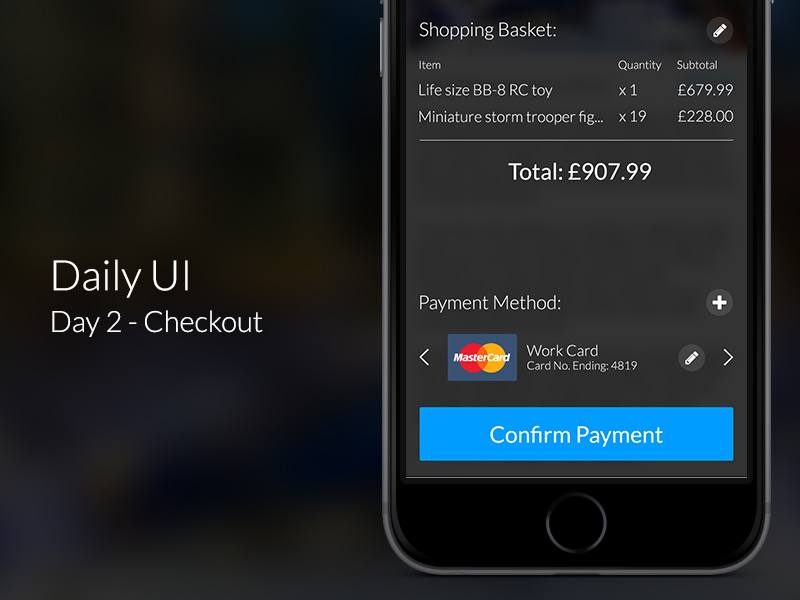 Daily UI
Day 2 - Checkout
Shopping Basket:
Item Quantity Subtotal
Life size BB-8 RC toy x 1 £679.99
Miniature storm trooper fig... x 19 £228.00
Total: £907.99
Payment Method:
MasterCard
Work Card
Card No. Ending: 4819
Confirm Payment